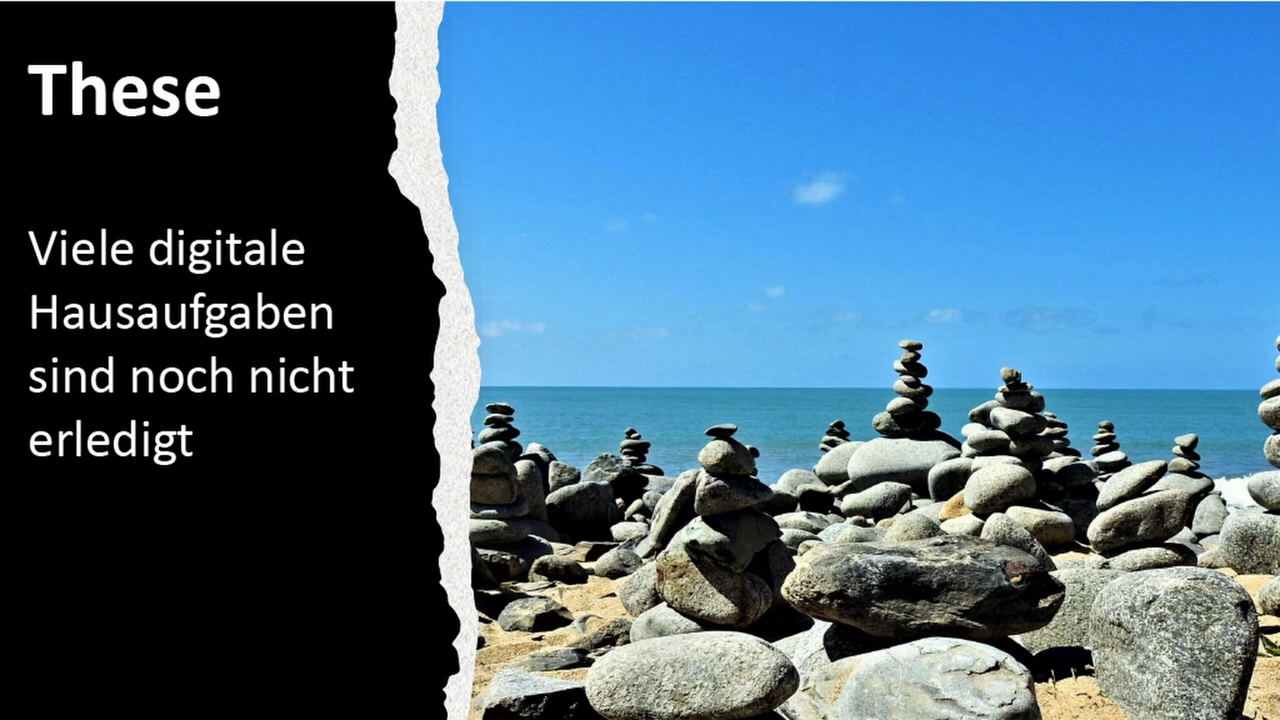 These
Viele digitale
Hausaufgaben
sind noch nicht
erledigt